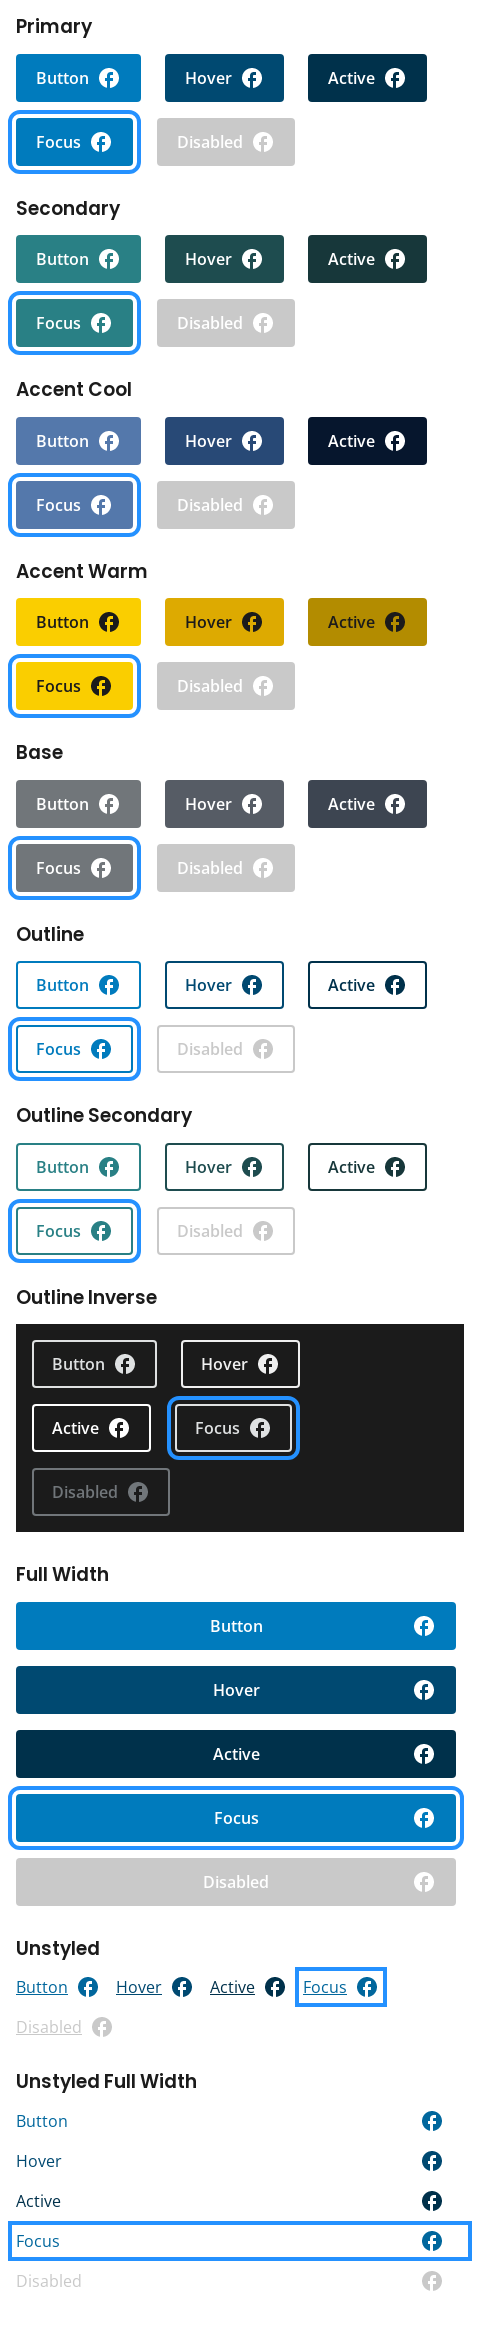 Primary
Button Hover Active
Focus Disabled
Secondary
Button Hover Active
Focus Disabled
Accent Cool
Button Hover Active
Focus Disabled
Accent Warm
Button Hover Active
Focus Disabled
Base
Button Hover Active
Focus Disabled
Outline
Button Hover Active
Focus Disabled
Outline Secondary
Button Hover Active
Focus Disabled
Outline Inverse
Button Hover
Active Focus
Disabled
Full Width
Button
Hover
Active
Focus
Disabled
Unstyled
Button Hover Active Focus
Disabled
Unstyled Full Width
Button
Hover
Active
Focus
Disabled